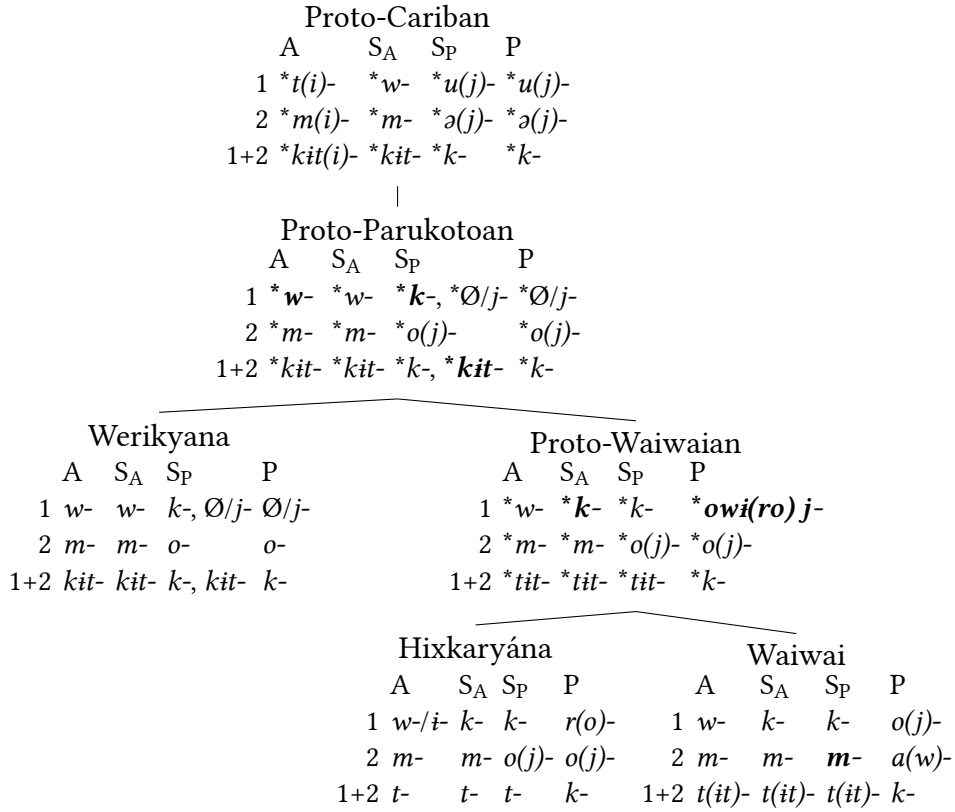 Proto-Cariban
A S_A S_P P
1 *t(i)- *w- *u(j)- *u(j)-
2 *m(i)- *m- *ə(j)- *ə(j)-
1+2 *kɨt(i)- *kɨt- *k- *k-
Proto-Parukotoan
A S_A S_P P
1 *w- *w- *k-, *Ø/j- *Ø/j-
2 *m- *m- *o(j)- *o(j)-
1+2 *kɨt- *kɨt- *k-, *kɨt- *k-
Werikyana
A S_A S_P P
1 w- w- k-, Ø/j- Ø/j-
2 m- m- o- o-
1+2 kɨt- kɨt- k-, kɨt- k-
Proto-Waiwaian
A S_A S_P P
1 *w- *k- *k- *owɨ(ro) j-
2 *m- *m- *o(j)- *o(j)-
1+2 *tɨt- *tɨt- *tɨt- *k-
Hixkaryána
A S_A S_P P
1 w-/ɨ- k- k- r(o)-
2 m- m- o(j)- o(j)-
1+2 t- t- t- k-
Waiwai
A S_A S_P P
1 w- k- k- o(j)-
2 m- m- m- a(w)-
1+2 t(ɨt)- t(ɨt)- t(ɨt)- k-